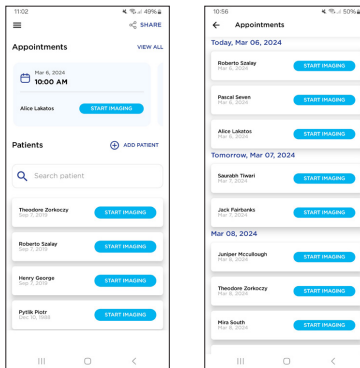 11:02
49%
SHARE
Appointments
VIEW ALL
Mar 6, 2024
10:00 AM
Alice Lakatos
START IMAGING
Patients
ADD PATIENT
Search patient
Theodore Zorkoczy
Sep 7, 2019
START IMAGING
Roberto Szalay
Sep 7, 2019
START IMAGING
Henry George
Sep 7, 2019
START IMAGING
Pytlik Piotr
Dec 10, 1998
START IMAGING
10:56
50%
Appointments
Today, Mar 06, 2024
Roberto Szalay
Mar 6, 2024
START IMAGING
Pascal Seven
Mar 6, 2024
START IMAGING
Alice Lakatos
Mar 6, 2024
START IMAGING
Tomorrow, Mar 07, 2024
Saurabh Tiwari
Mar 7, 2024
START IMAGING
Jack Fairbanks
Mar 7, 2024
START IMAGING
Mar 08, 2024
Juniper Mccullough
Mar 8, 2024
START IMAGING
Theodore Zorkoczy
Mar 8, 2024
START IMAGING
Mira South
Mar 8, 2024
START IMAGING